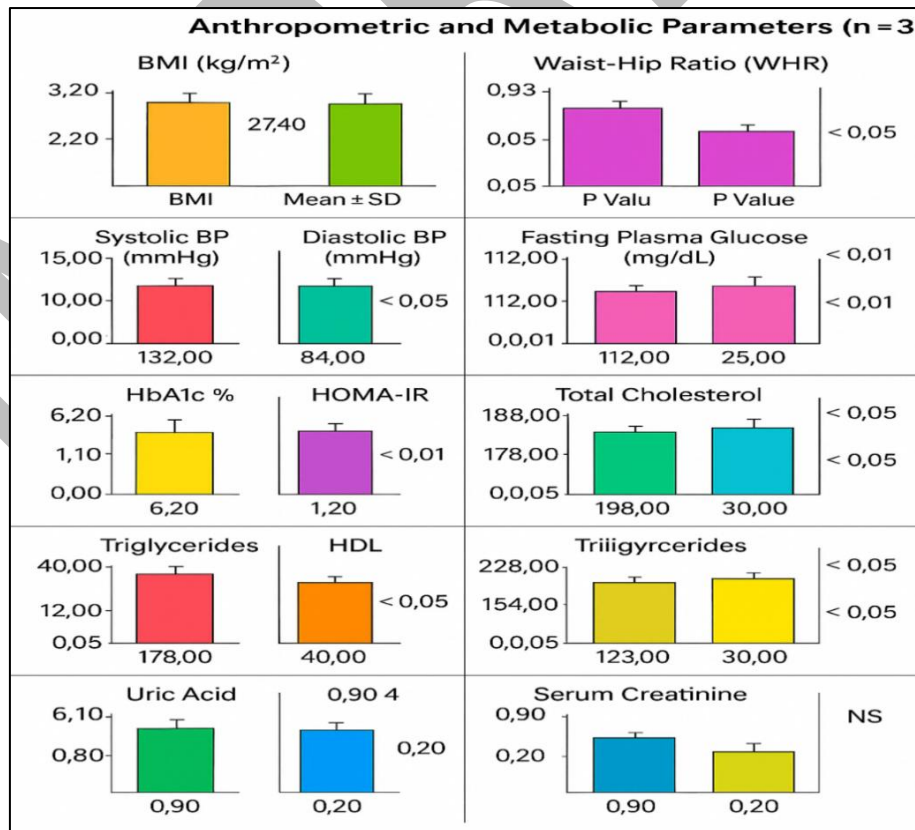 Anthropometric and Metabolic Parameters (n = 3
BMI (kg/m²)
3,20
2,20
27,40
BMI
Mean ± SD
Waist-Hip Ratio (WHR)
0,93
0,05
0,05
< 0,05
P Valu
P Value
Systolic BP
(mmHg)
15,00
10,00
0,00
132,00
Diastolic BP
(mmHg)
< 0,05
84,00
Fasting Plasma Glucose
(mg/dL)
112,00
112,00
0,0,01
< 0,01
< 0,01
112,00
25,00
HbA1c %
6,20
1,10
0,00
6,20
HOMA-IR
< 0,01
1,20
Total Cholesterol
188,00
178,00
0,0,05
< 0,05
< 0,05
198,00
30,00
Triglycerides
40,00
12,00
0,05
178,00
HDL
< 0,05
40,00
Triiigyrcerides
228,00
154,00
0,0,05
< 0,05
< 0,05
123,00
30,00
Uric Acid
6,10
0,80
0,90
0,90 4
0,20
0,20
Serum Creatinine
0,90
0,20
NS
0,90
0,20